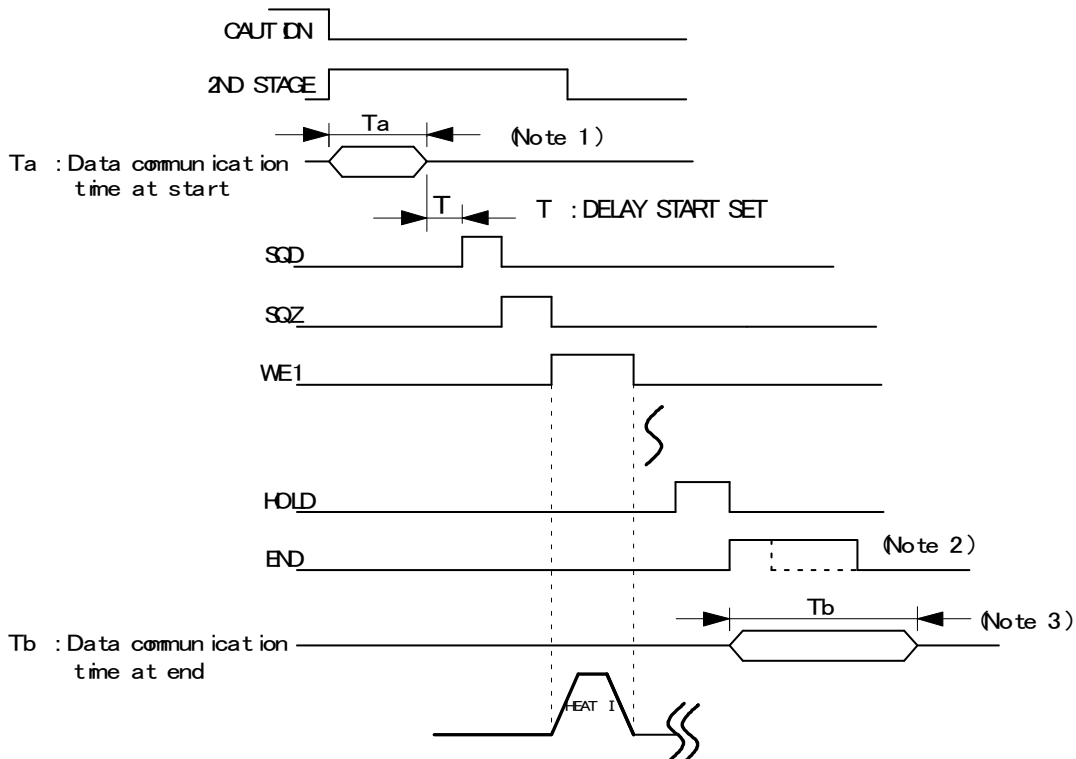 CAUTION
2ND STAGE
Ta (Note 1)
Ta : Data communication
time at start
T T : DELAY START SET
SQD
SQZ
WE1
HOLD
END (Note 2)
Tb (Note 3)
Tb : Data communication
time at end
HEAT I